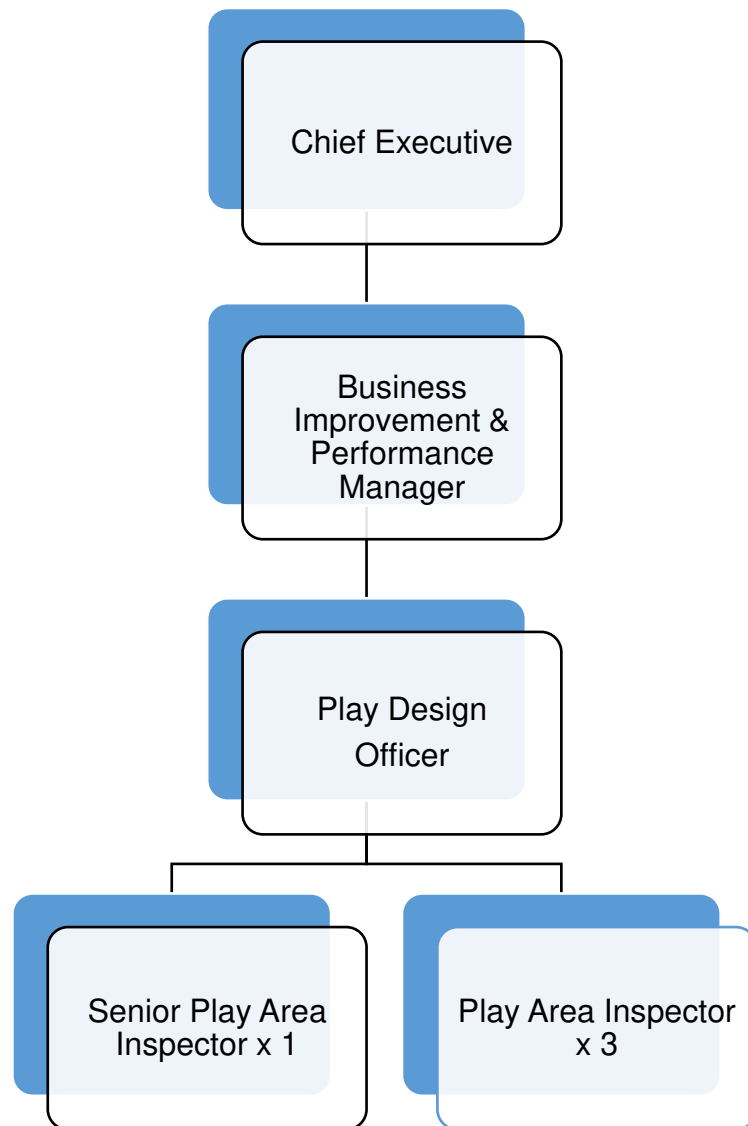 Chief Executive
Business
Improvement &
Performance
Manager
Play Design
Officer
Senior Play Area
Inspector x 1
Play Area Inspector
x 3